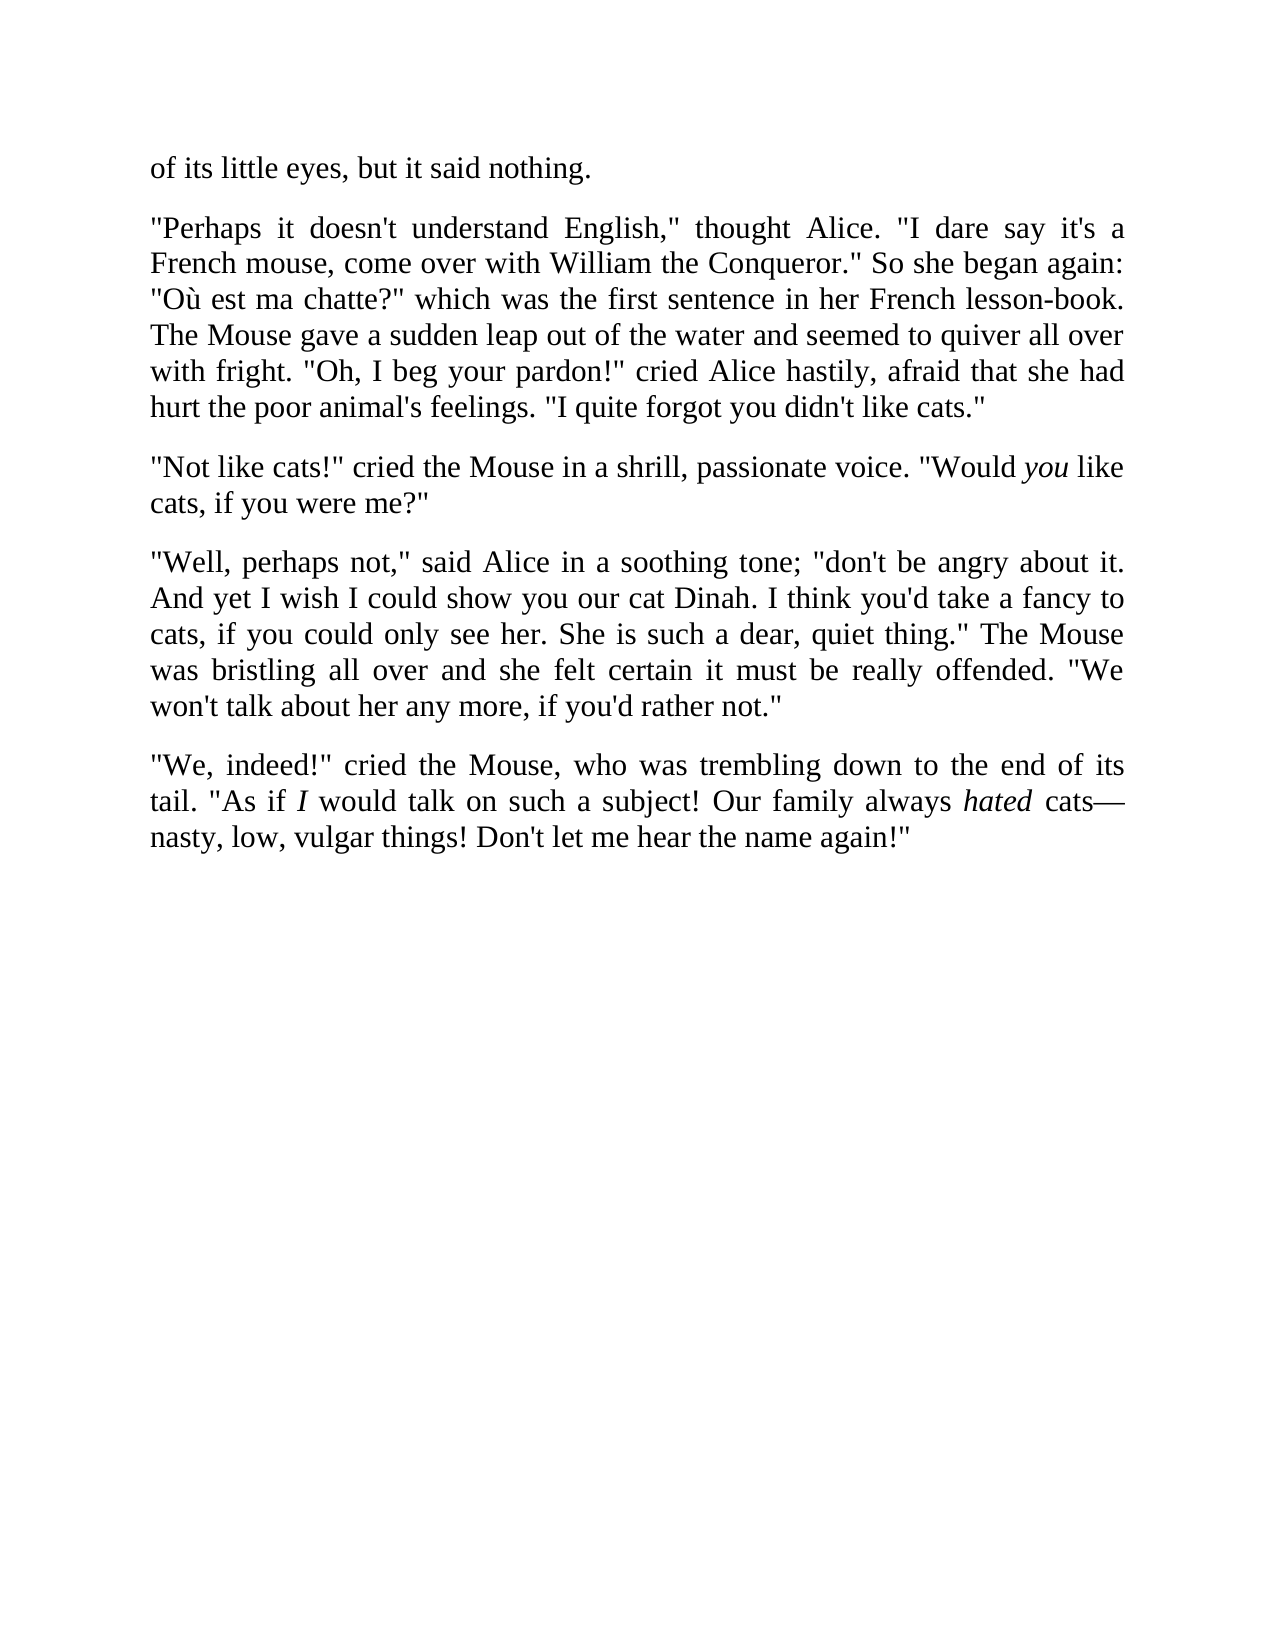 of its little eyes, but it said nothing.
"Perhaps it doesn't understand English," thought Alice. "I dare say it's a
French mouse, come over with William the Conqueror." So she began again:
"Où est ma chatte?" which was the first sentence in her French lesson-book.
The Mouse gave a sudden leap out of the water and seemed to quiver all over
with fright. "Oh, I beg your pardon!" cried Alice hastily, afraid that she had
hurt the poor animal's feelings. "I quite forgot you didn't like cats."
"Not like cats!" cried the Mouse in a shrill, passionate voice. "Would you like
cats, if you were me?"
"Well, perhaps not," said Alice in a soothing tone; "don't be angry about it.
And yet I wish I could show you our cat Dinah. I think you'd take a fancy to
cats, if you could only see her. She is such a dear, quiet thing." The Mouse
was bristling all over and she felt certain it must be really offended. "We
won't talk about her any more, if you'd rather not."
"We, indeed!" cried the Mouse, who was trembling down to the end of its
tail. "As if I would talk on such a subject! Our family always hated cats—
nasty, low, vulgar things! Don't let me hear the name again!"